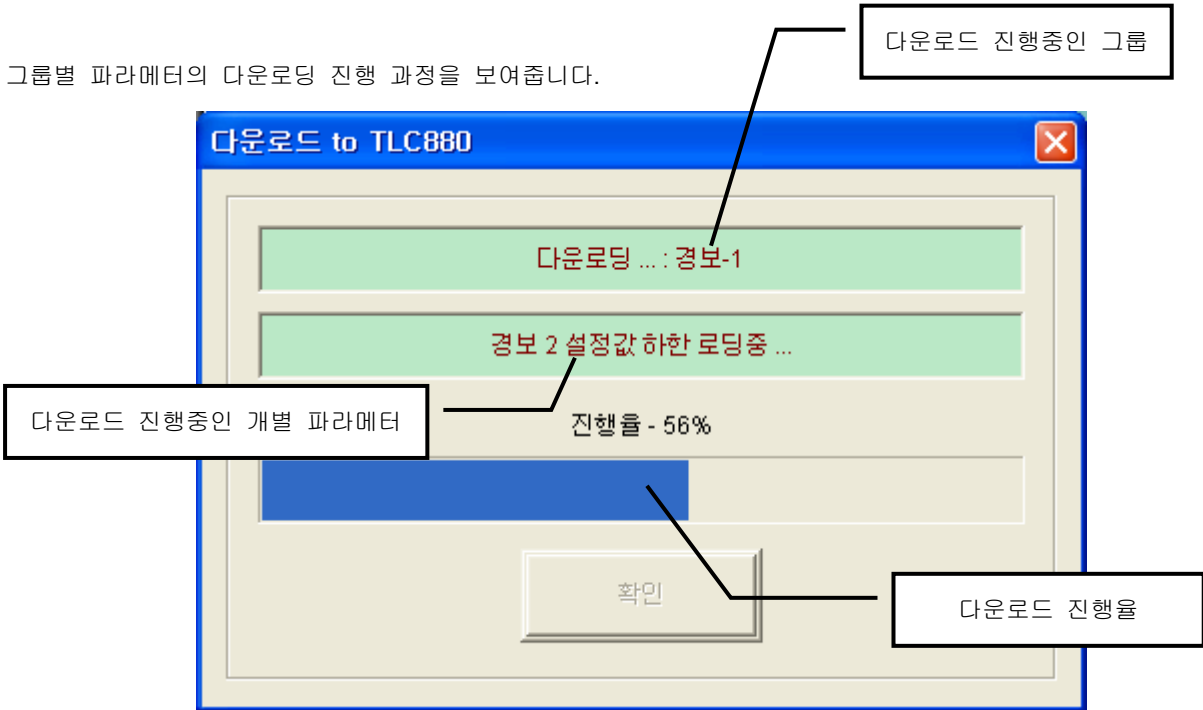 다운로드 진행중인 그룹
그룹별 파라메터의 다운로딩 진행 과정을 보여줍니다.
다운로드 to TLC880
다운로딩 ... : 경보-1
경보 2 설정값 하한 로딩중 ...
다운로드 진행중인 개별 파라메터
진행율 - 56%
확인
다운로드 진행율